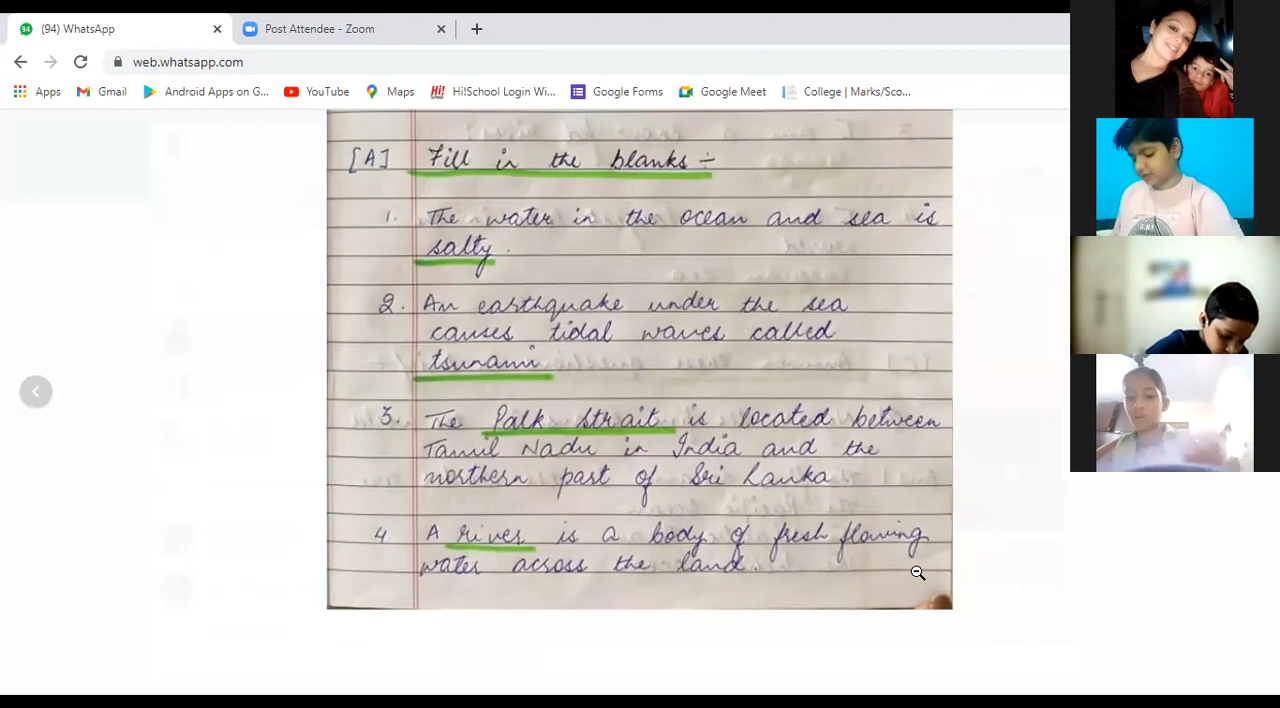 (94) WhatsApp
Post Attendee - Zoom
web.whatsapp.com
Apps
Gmail
Android Apps on G...
YouTube
Maps
Hi!School Login Wi...
Google Forms
Google Meet
College | Marks/Sco...
[A] Fill in the blanks ÷
1. The water in the ocean and sea is
salty.
2. An earthquake under the sea
causes tidal waves called
tsunami
3. The Palk Strait is located between
Tamil Nadu in India and the
northern part of Sri Lanka.
4 A river is a body of fresh flowing
water across the land.